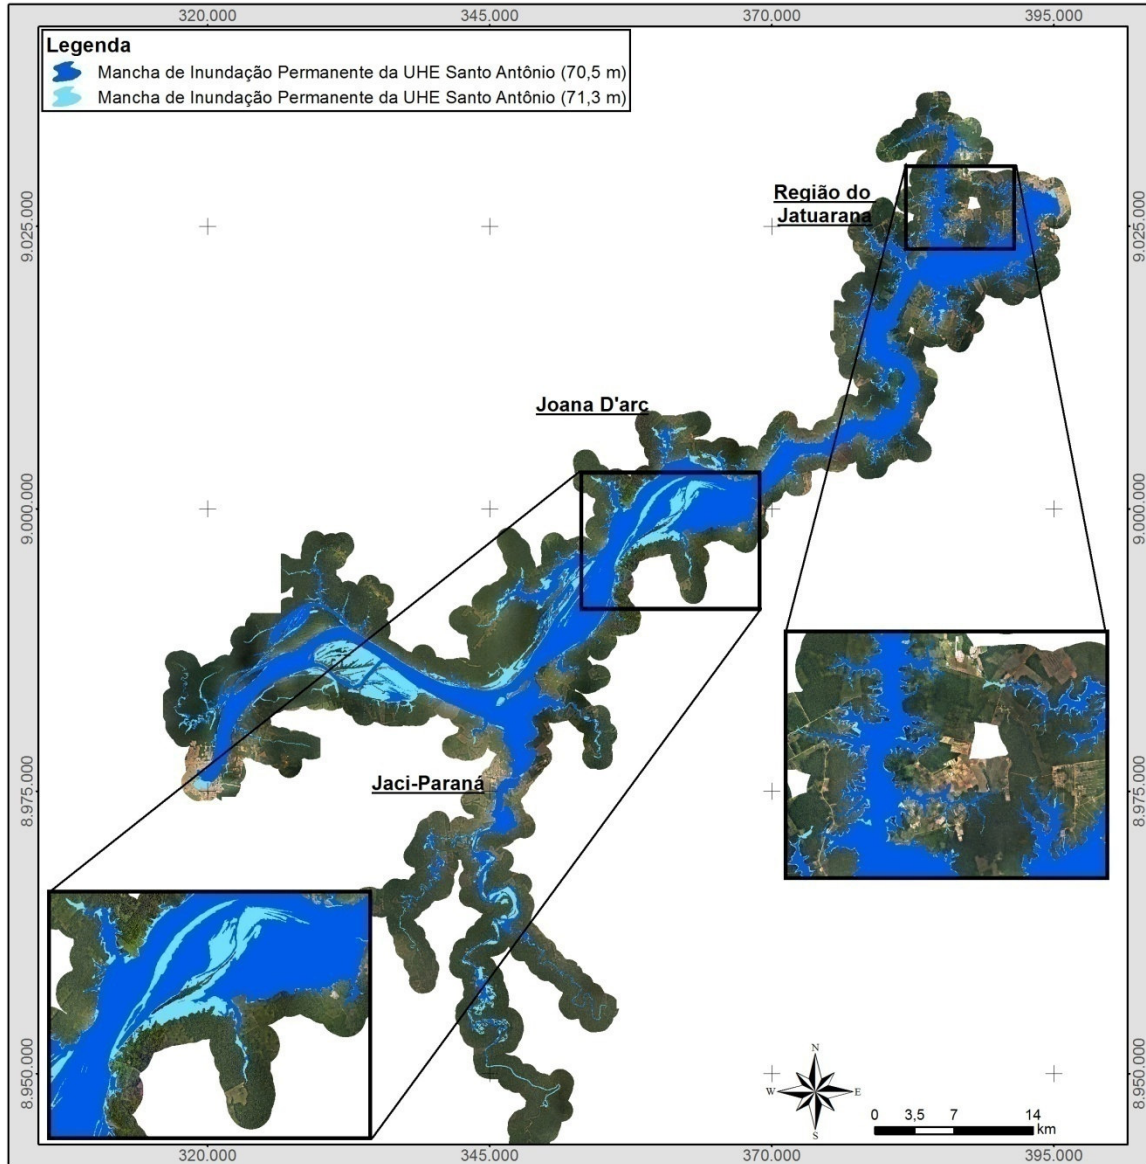 320.000 345.000 370.000 395.000
Legenda
Mancha de Inundação Permanente da UHE Santo Antônio (70,5 m)
Mancha de Inundação Permanente da UHE Santo Antônio (71,3 m)
Região do
Jatuarana
9.025.000 9.025.000
Joana D'arc
9.000.000 9.000.000
Jaci-Paraná
8.975.000 8.975.000
8.950.000 8.950.000
N
W E
S
0 3,5 7 14
km
320.000 345.000 370.000 395.000